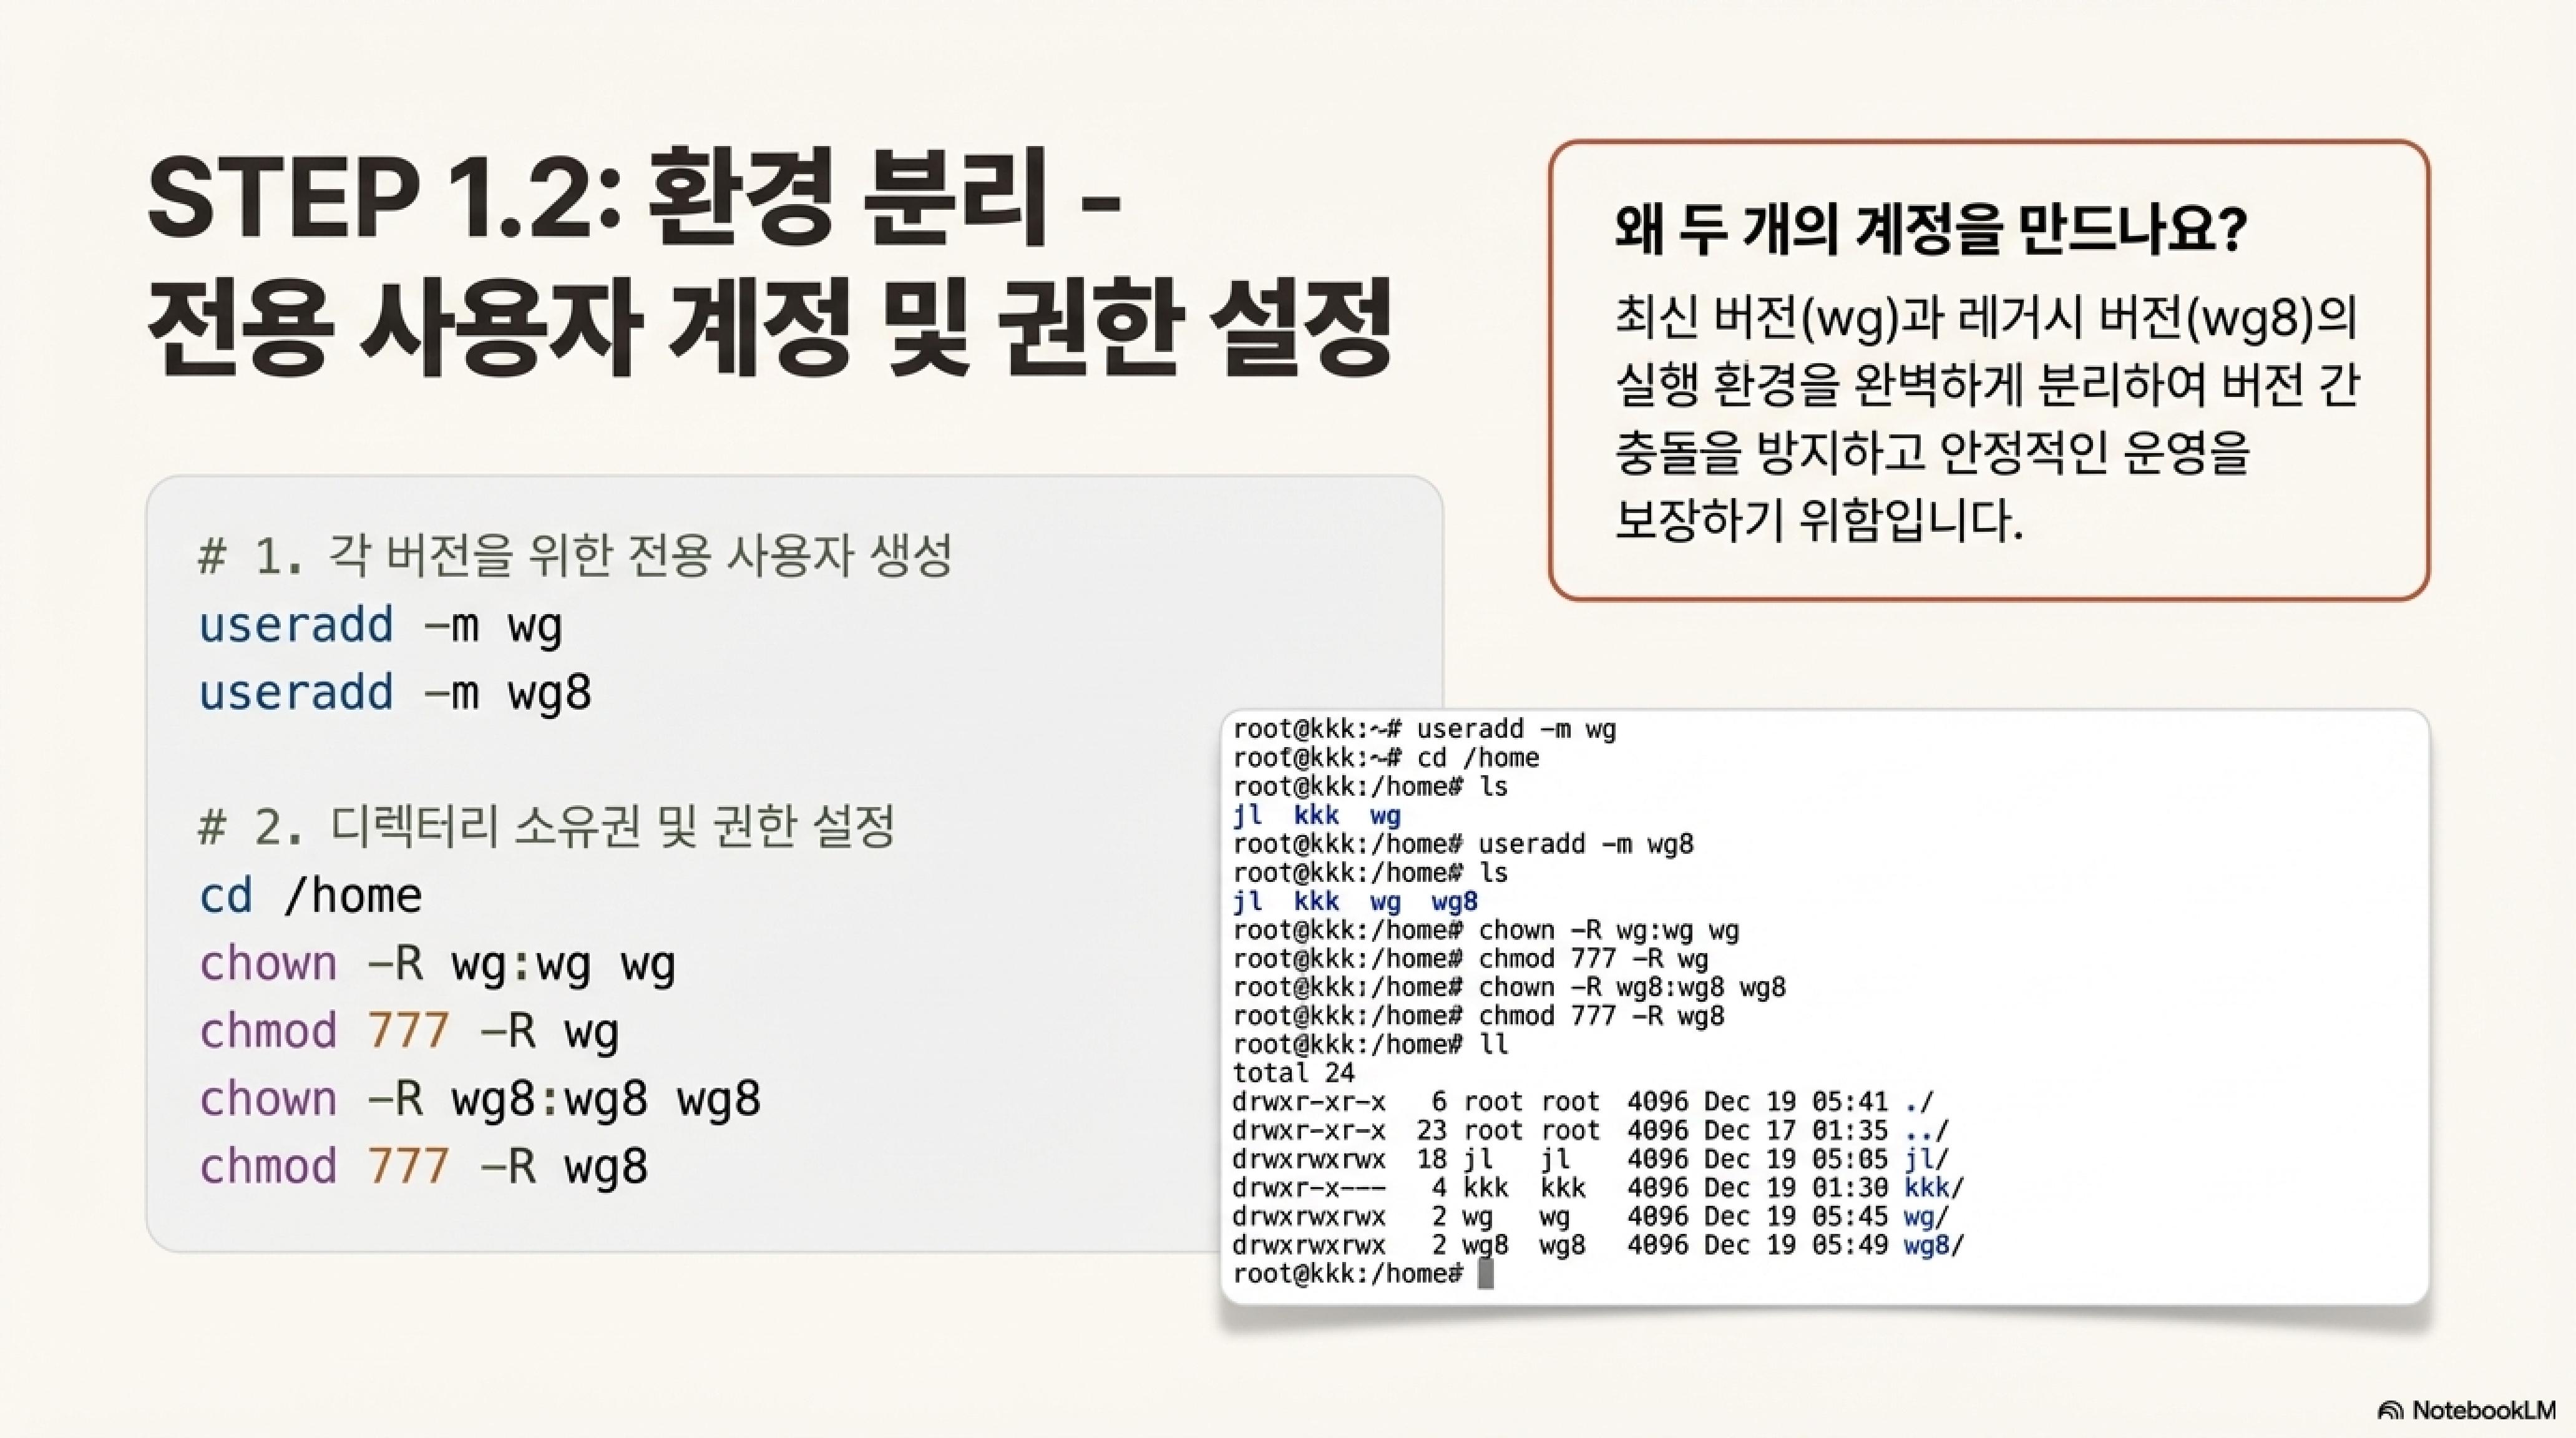 STEP 1.2: 환경 분리 -
전용 사용자 계정 및 권한 설정
왜 두 개의 계정을 만드나요?
최신 버전(wg)과 레거시 버전(wg8)의
실행 환경을 완벽하게 분리하여 버전 간
충돌을 방지하고 안정적인 운영을
보장하기 위함입니다.
# 1. 각 버전을 위한 전용 사용자 생성
useradd -m wg
useradd -m wg8
# 2. 디렉터리 소유권 및 권한 설정
cd /home
chown -R wg:wg wg
chmod 777 -R wg
chown -R wg8:wg8 wg8
chmod 777 -R wg8
root@kkk:~# useradd -m wg
root@kkk:~# cd /home
root@kkk:/home# ls
jl kkk wg
root@kkk:/home# useradd -m wg8
root@kkk:/home# ls
jl kkk wg wg8
root@kkk:/home# chown -R wg:wg wg
root@kkk:/home# chmod 777 -R wg
root@kkk:/home# chown -R wg8:wg8 wg8
root@kkk:/home# chmod 777 -R wg8
root@kkk:/home# ll
total 24
drwxr-xr-x 6 root root 4096 Dec 19 05:41 ./
drwxr-xr-x 23 root root 4096 Dec 17 01:35 ../
drwxrwxrwx 18 jl jl 4096 Dec 19 05:05 jl/
drwxr-x--- 4 kkk kkk 4096 Dec 19 01:30 kkk/
drwxrwxrwx 2 wg wg 4096 Dec 19 05:45 wg/
drwxrwxrwx 2 wg8 wg8 4096 Dec 19 05:49 wg8/
root@kkk:/home#
NotebookLM